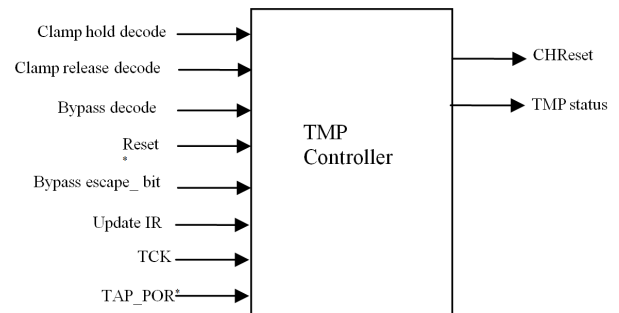 Clamp hold decode
Clamp release decode
Bypass decode
Reset
*
Bypass escape_ bit
Update IR
TCK
TAP_POR*
TMP
Controller
CHReset
TMP status